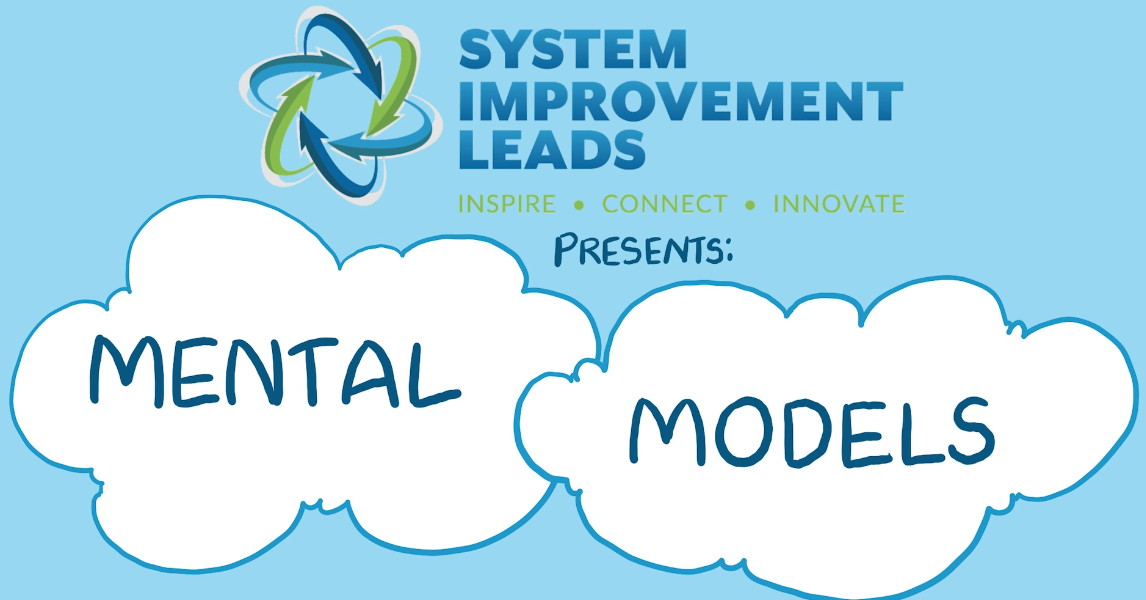 SYSTEM
IMPROVEMENT
LEADS
INSPIRE • CONNECT • INNOVATE
PRESENTS:
MENTAL
MODELS